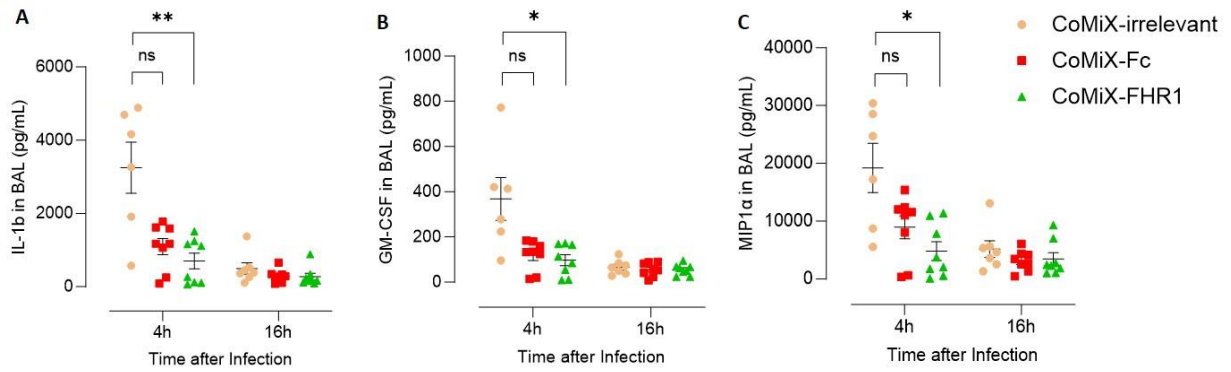 A
**
ns
IL-1b in BAL (pg/mL)
6000
4000
2000
0
4h
16h
Time after Infection
B
*
ns
GM-CSF in BAL (pg/mL)
1000
800
600
400
200
0
4h
16h
Time after Infection
C
*
ns
MIP1α in BAL (pg/mL)
40000
30000
20000
10000
0
4h
16h
Time after Infection
CoMiX-irrelevant
CoMiX-Fc
CoMiX-FHR1